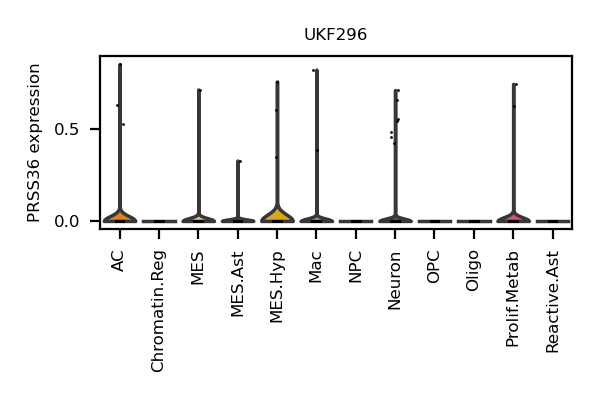 UKF296
PRSS36 expression
0.5
0.0
AC
Chromatin.Reg
MES
MES.Ast
MES.Hyp
Mac
NPC
Neuron
OPC
Oligo
Prolif.Metab
Reactive.Ast